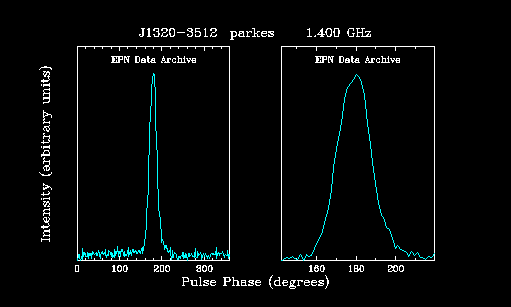 J1320-3512 parkes 1.400 GHz
EPN Data Archive EPN Data Archive
Intensity (arbitrary units)
0 100 200 300 160 180 200
Pulse Phase (degrees)